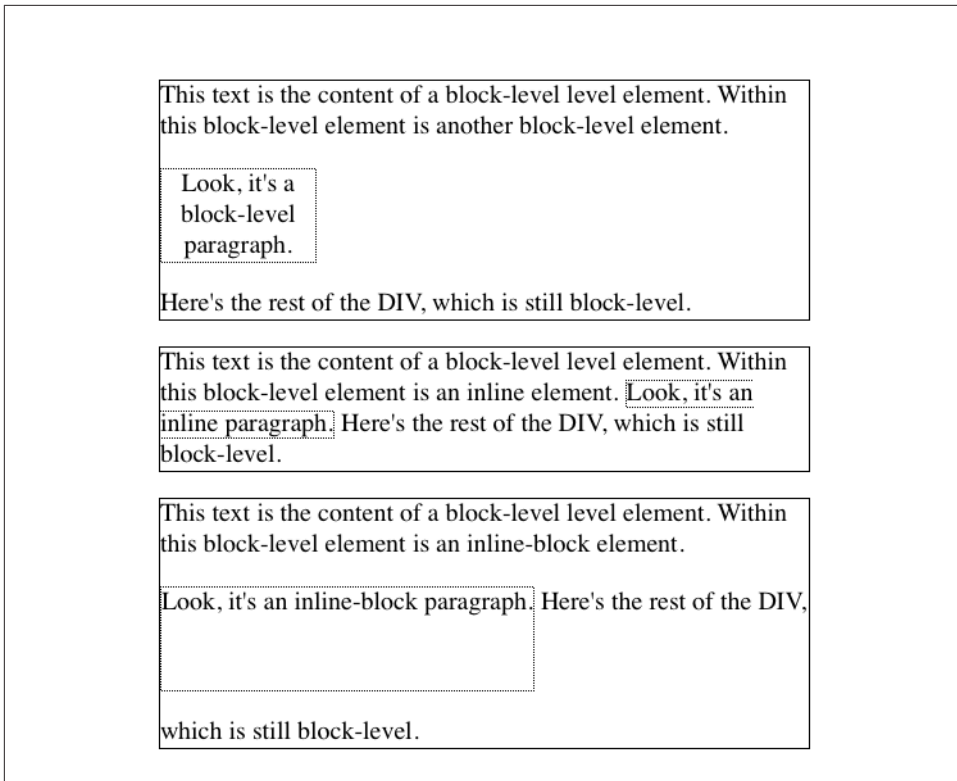 This text is the content of a block-level level element. Within
this block-level element is another block-level element.
Look, it's a
block-level
paragraph.
Here's the rest of the DIV, which is still block-level.
This text is the content of a block-level level element. Within
this block-level element is an inline element. Look, it's an
inline paragraph. Here's the rest of the DIV, which is still
block-level.
This text is the content of a block-level level element. Within
this block-level element is an inline-block element.
Look, it's an inline-block paragraph. Here's the rest of the DIV,
which is still block-level.